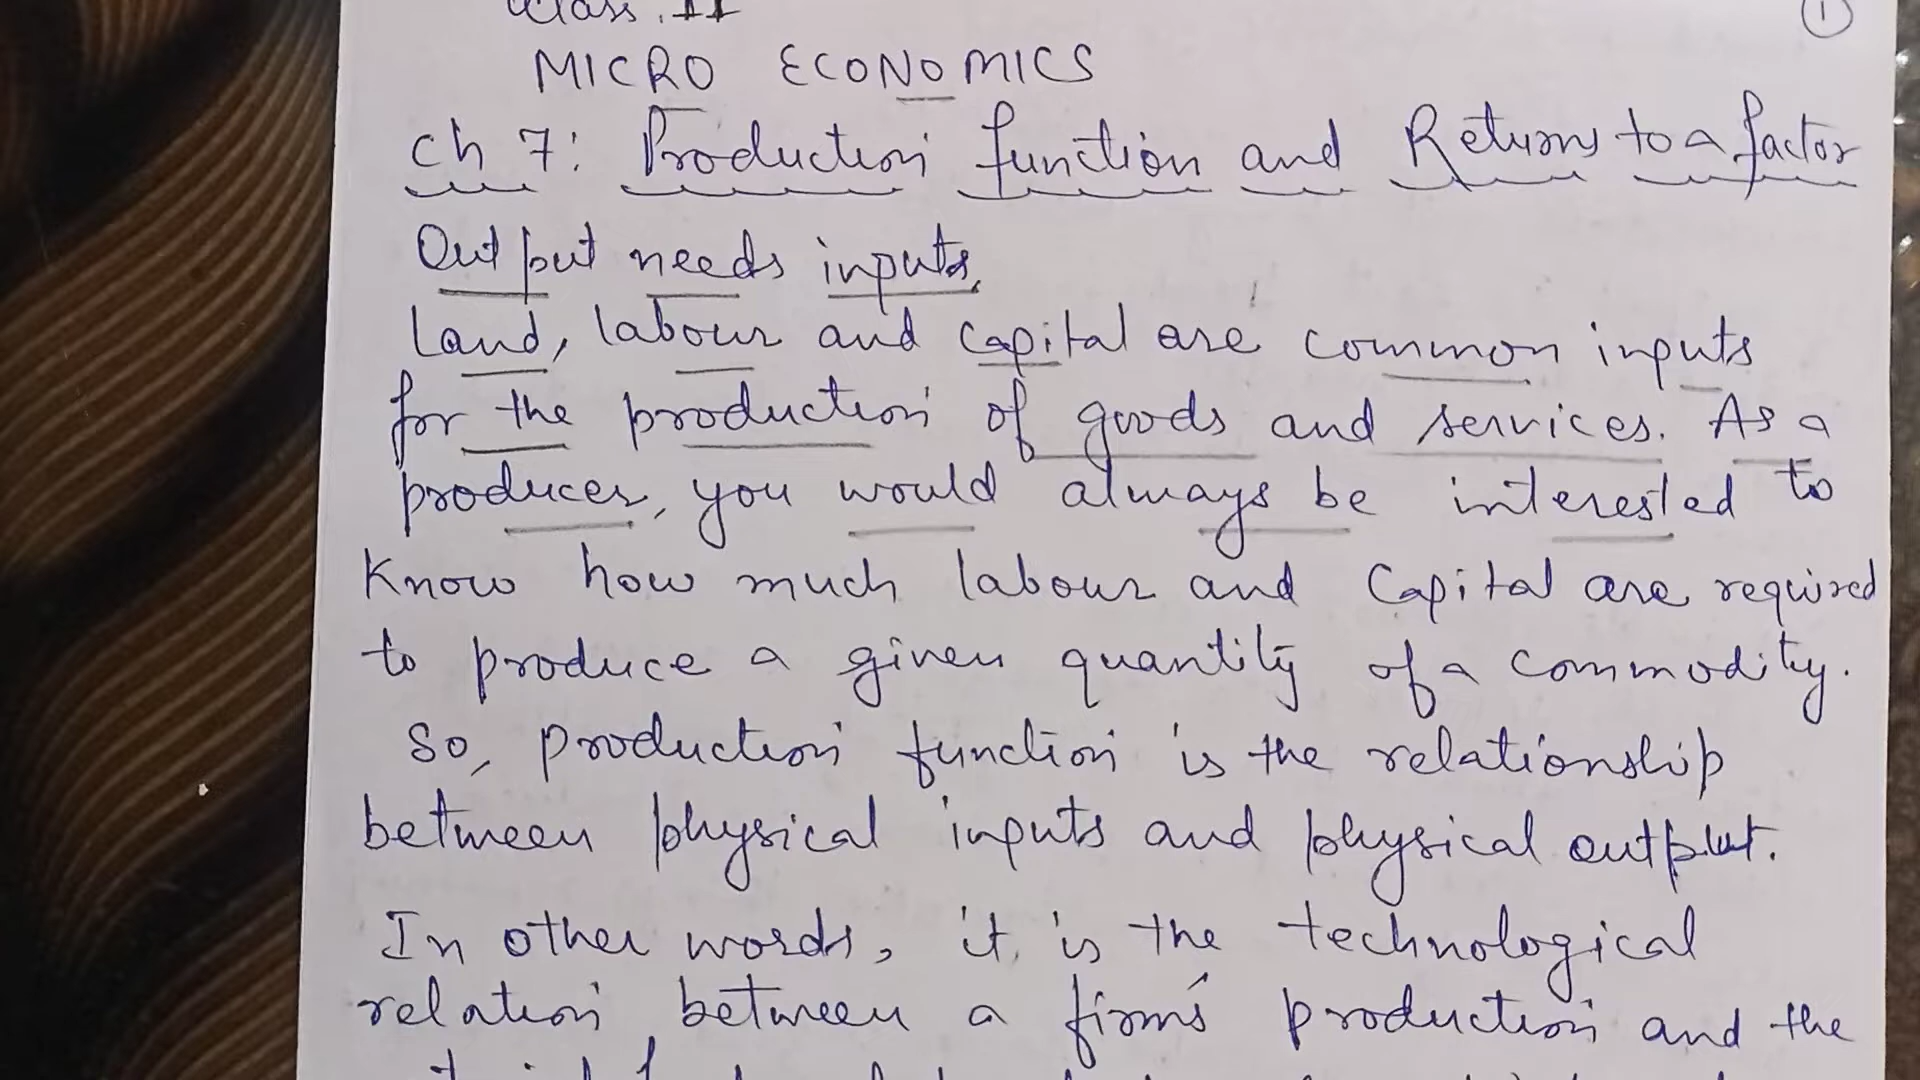 Class. II
1
MICRO ECONOMICS
Ch 7: Production function and Returns to a factor
Output needs inputs.
Land, labour and capital are common inputs
for the production of goods and services. As a
producer, you would always be interested to
know how much labour and capital are required
to produce a given quantity of a commodity.
So, production function is the relationship
between physical inputs and physical output.
In other words, it is the technological
relation between a firm's production and the